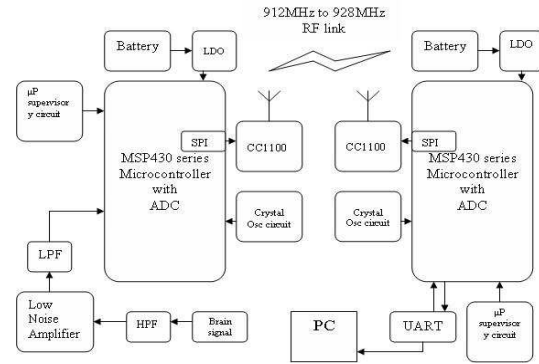 912MHz to 928MHz
RF link
Battery
LDO
Battery
LDO
µP
supervisor
y circuit
SPI
CC1100
CC1100
SPI
MSP430 series
Microcontroller
with
ADC
MSP430 series
Microcontroller
with
ADC
Crystal
Osc circuit
Crystal
Osc circuit
LPF
Low
Noise
Amplifier
HPF
Brain
signal
PC
UART
µP
supervisor
y circuit